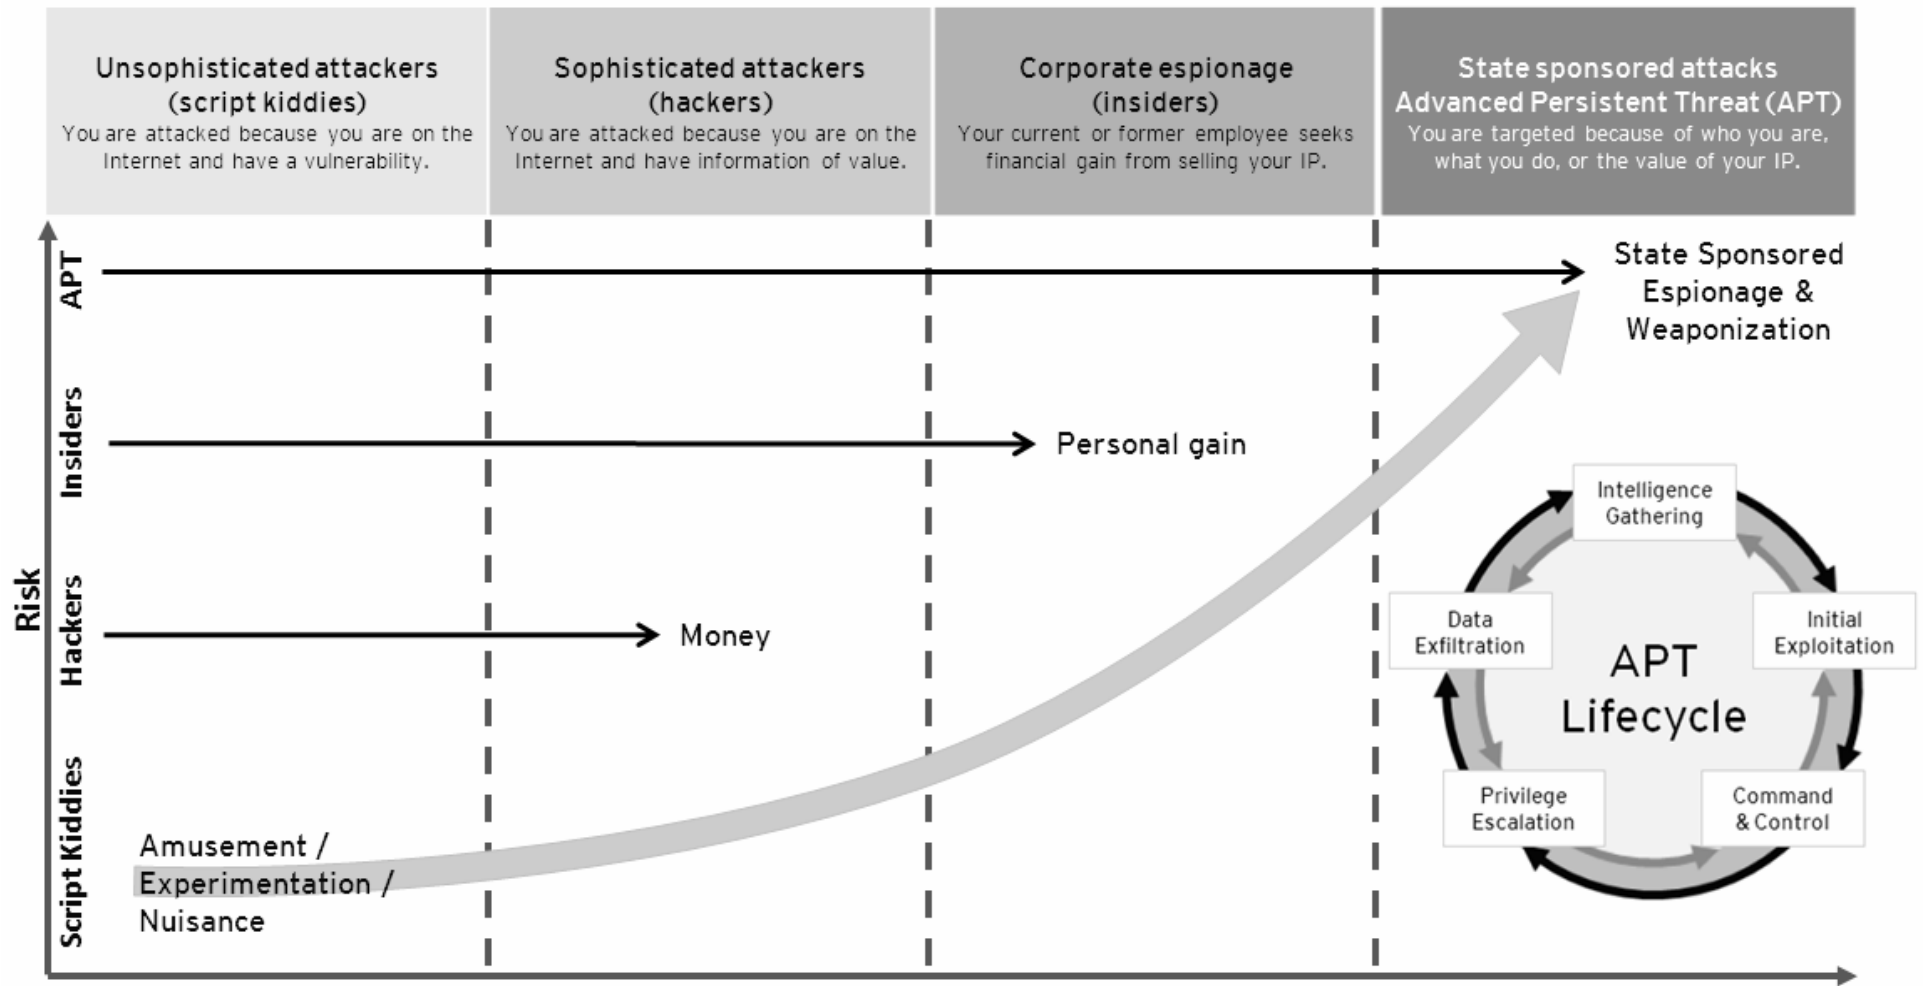 Unsophisticated attackers
(script kiddies)
You are attacked because you are on the
Internet and have a vulnerability.
Sophisticated attackers
(hackers)
You are attacked because you are on the
Internet and have information of value.
Corporate espionage
(insiders)
Your current or former employee seeks
financial gain from selling your IP.
State sponsored attacks
Advanced Persistent Threat (APT)
You are targeted because of who you are,
what you do, or the value of your IP.
Risk
APT
State Sponsored
Espionage &
Weaponization
Insiders
Personal gain
Hackers
Money
Script Kiddies
Amusement /
Experimentation /
Nuisance
Intelligence
Gathering
Initial
Exploitation
Command
& Control
Privilege
Escalation
Data
Exfiltration
APT
Lifecycle